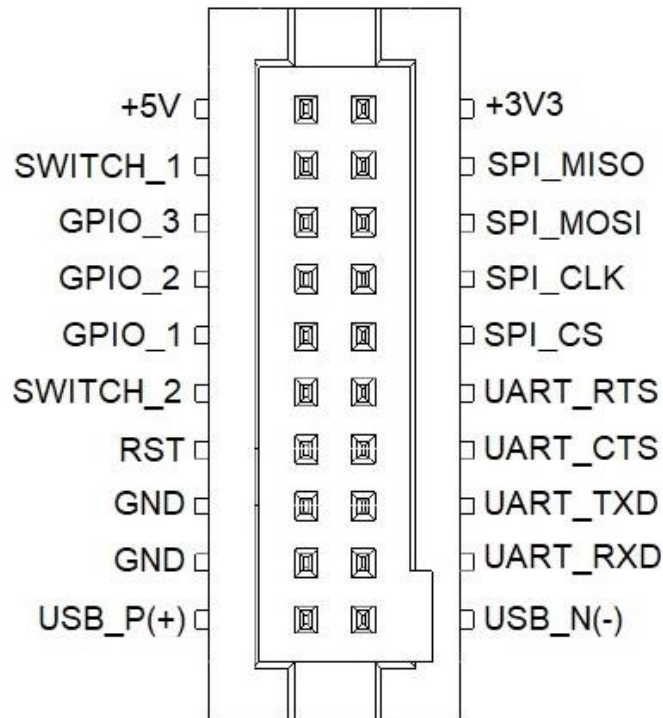 +5V +3V3
SWITCH_1 SPI_MISO
GPIO_3 SPI_MOSI
GPIO_2 SPI_CLK
GPIO_1 SPI_CS
SWITCH_2 UART_RTS
RST UART_CTS
GND UART_TXD
GND UART_RXD
USB_P(+) USB_N(-)